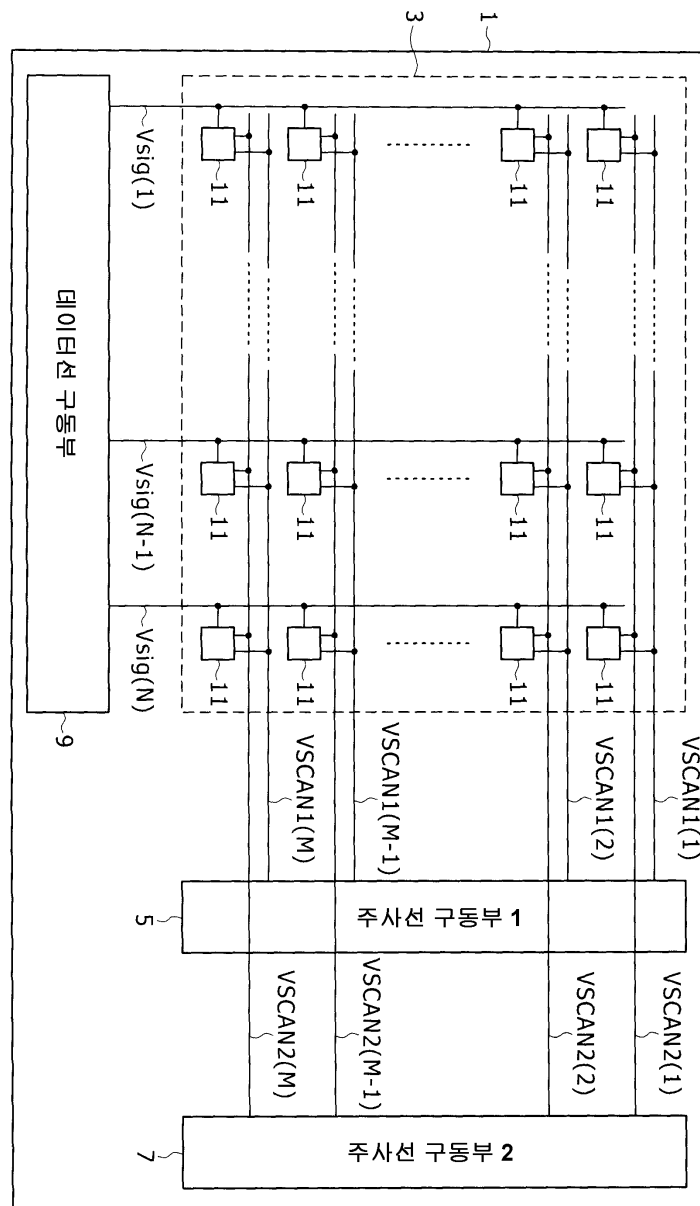 VSCAN1(1)
VSCAN2(1)
11
11
11
VSCAN1(2)
VSCAN2(2)
11
11
11
1
주사선 구동부 1
주사선 구동부 2
3
VSCAN1(M-1)
VSCAN2(M-1)
11
11
11
VSCAN1(M)
VSCAN2(M)
11
11
11
5
7
Vsig(1)
Vsig(N-1)
Vsig(N)
데이터선 구동부
9